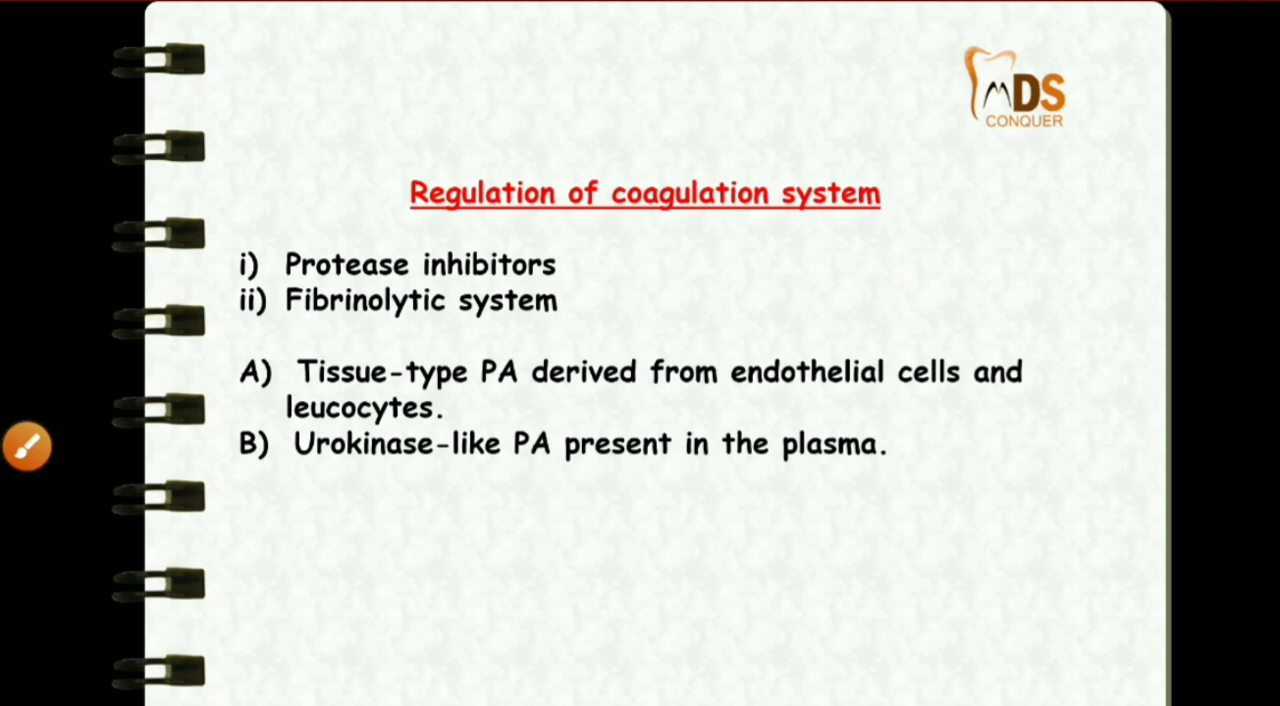 MDS
CONQUER
Regulation of coagulation system
i) Protease inhibitors
ii) Fibrinolytic system
A) Tissue-type PA derived from endothelial cells and
leucocytes.
B) Urokinase-like PA present in the plasma.